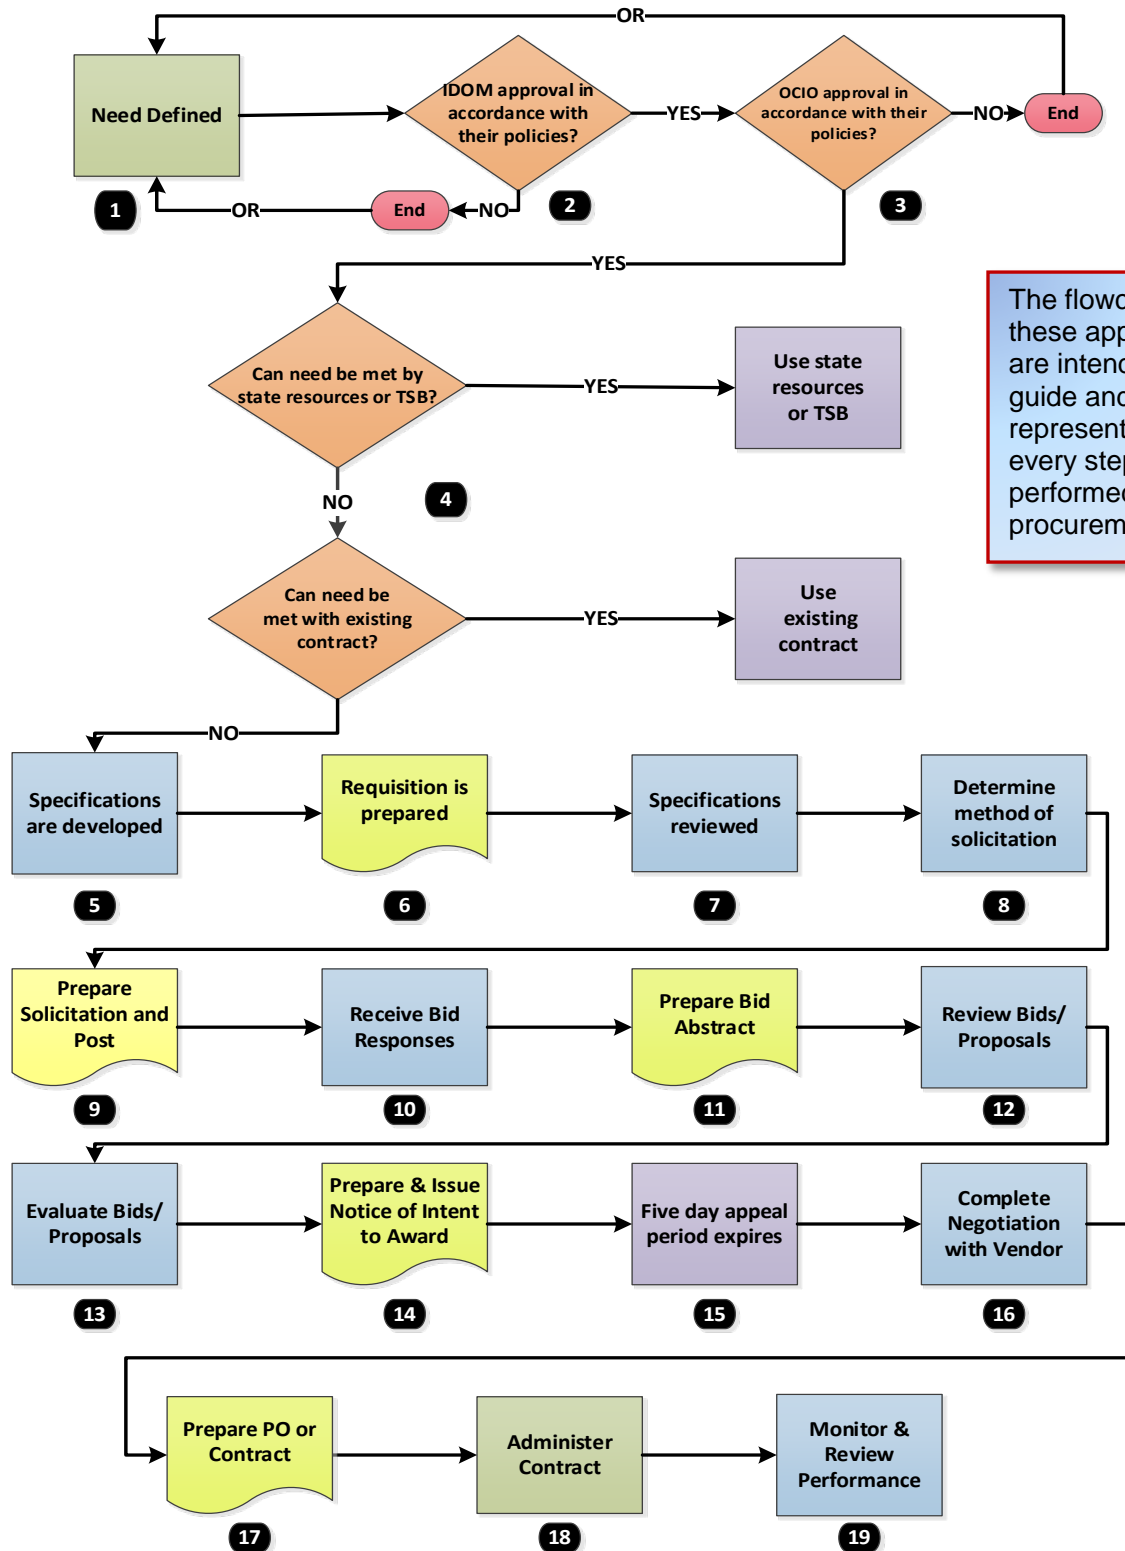 OR
Need Defined
IDOM approval in
accordance with
their policies?
YES
OCIO approval in
accordance with their
policies?
NO
End
1
OR
End
NO
2
3
YES
Can need be met by
state resources or TSB?
YES
Use state
resources
or TSB
The
these
are
guide and
represent
every
NO
4
Can need be
met with existing
contract?
YES
Use
existing
contract
NO
Specifications
are developed
Requisition is
prepared
Specifications
reviewed
Determine
method of
solicitation
5
6
7
8
Prepare
Solicitation and
Post
Receive Bid
Responses
Prepare Bid
Abstract
Review Bids/
Proposals
9
10
11
12
Evaluate Bids/
Proposals
Prepare & Issue
Notice of Intent
to Award
Five day appeal
period expires
Complete
Negotiation
with Vendor
13
14
15
16
Prepare PO or
Contract
Administer
Contract
Monitor &
Review
Performance
17
18
19